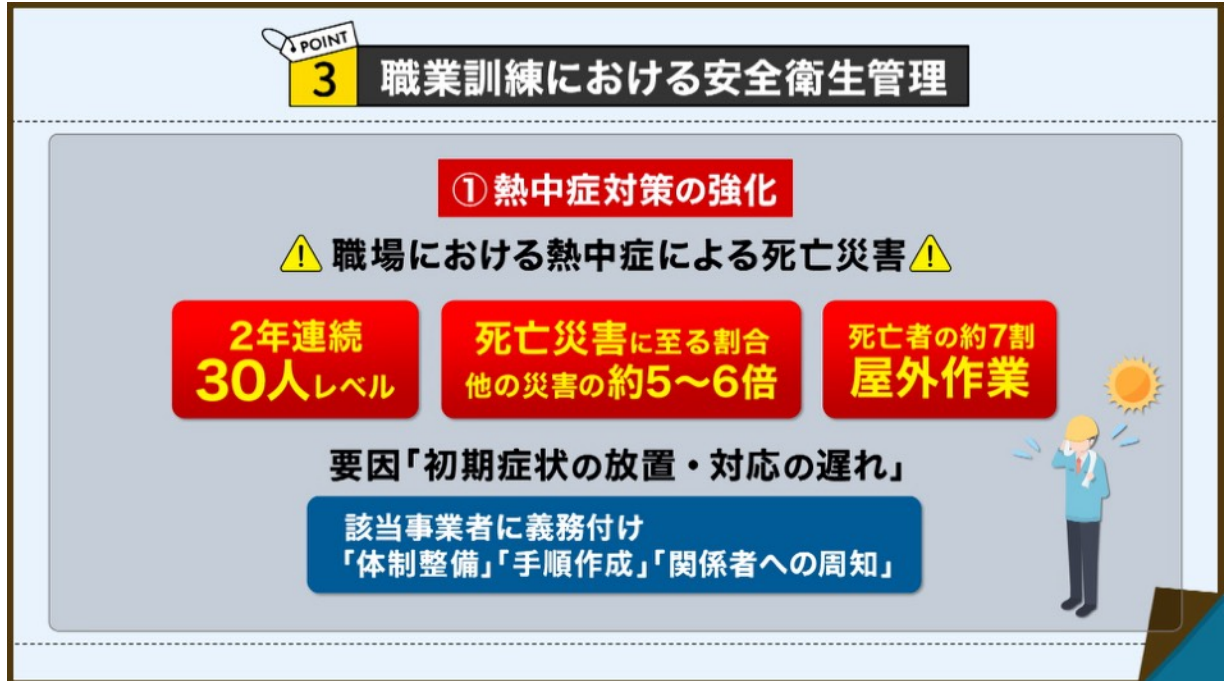 POINT
3
職業訓練における安全衛生管理
①熱中症対策の強化
職場における熱中症による死亡災害
2年連続
30人レベル
死亡災害に至る割合
他の災害の約5～6倍
死亡者の約7割
屋外作業
要因「初期症状の放置・対応の遅れ」
該当事業者に義務付け
「体制整備」「手順作成」「関係者への周知」